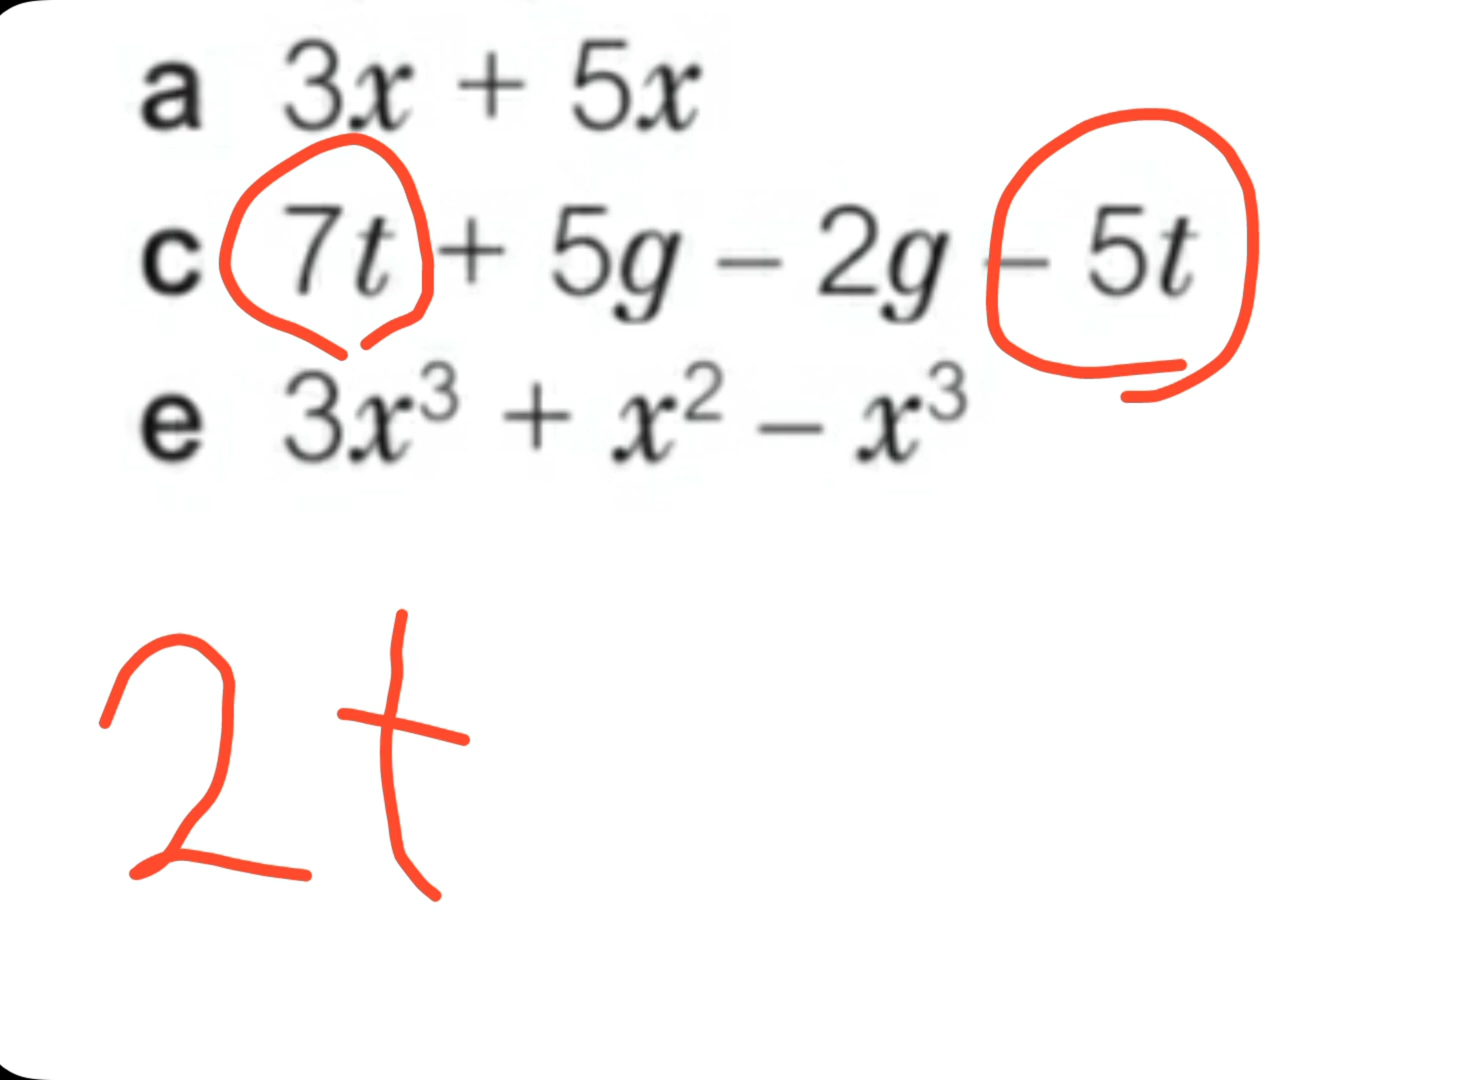 a 3x + 5x
c 7t + 5g – 2g – 5t
e 3x³ + x² – x³
2t